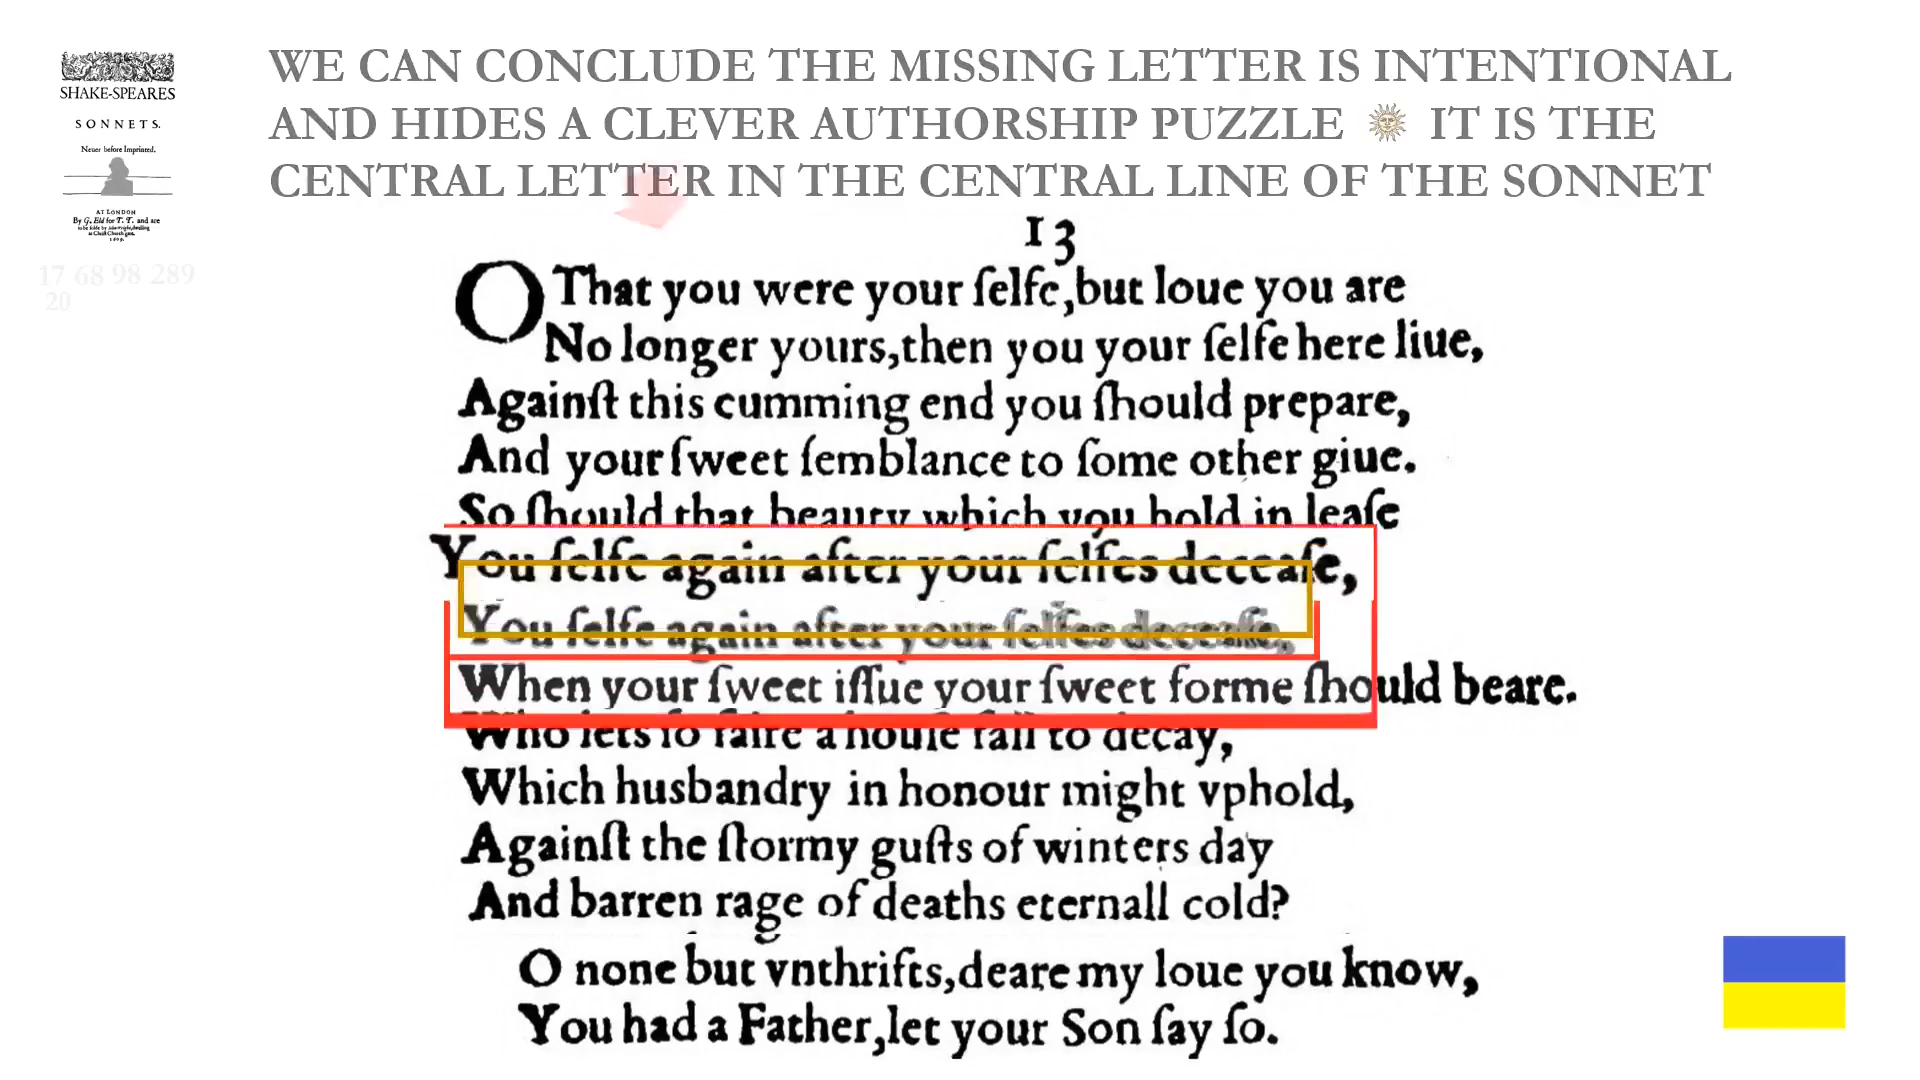 WE CAN CONCLUDE THE MISSING LETTER IS INTENTIONAL
AND HIDES A CLEVER AUTHORSHIP PUZZLE IT IS THE
CENTRAL LETTER IN THE CENTRAL LINE OF THE SONNET
SHAKE-SPEARES
SONNETS.
Neuer before Imprinted.
AT LONDON
By G. Eld for T. T. and are
1609.
17 68 98 289
20
13
O That you were your ſelfe,but loue you are
No longer yours,then you your ſelfe here liue,
Againſt this cumming end you ſhould prepare,
And your ſweet ſemblance to ſome other giue.
So ſhould that beauty which you hold in leaſe
You ſelfe again after your ſelfes deceaſe,
You ſelfe again after your ſelfes deceaſe,
When your ſweet iſſue your ſweet forme ſhould beare.
Who lets ſo faire a houſe fall to decay,
Which husbandry in honour might vphold,
Againſt the ſtormy guſts of winters day
And barren rage of deaths eternall cold?
O none but vnthrifts,deare my loue you know,
You had a Father,let your Son ſay ſo.